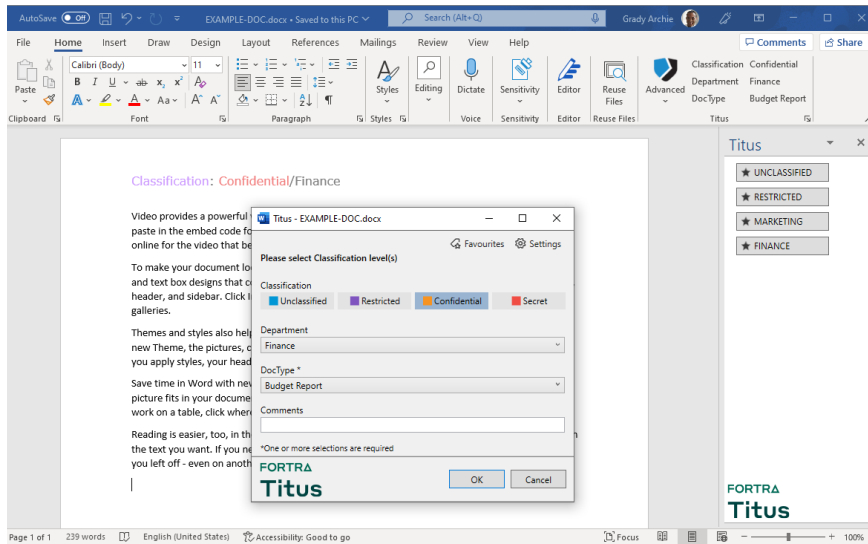 AutoSave Off EXAMPLE-DOC.docx • Saved to this PC Search (Alt+Q) Grady Archie
File Home Insert Draw Design Layout References Mailings Review View Help Comments Share
Paste
Clipboard
Calibri (Body) 11
B I U ab x₂ x² A
A A Aa A A
Font
Paragraph
Styles
Styles
Editing
Dictate
Voice
Sensitivity
Sensitivity
Editor
Editor
Reuse
Files
Reuse Files
Advanced
Classification Confidential
Department Finance
DocType Budget Report
Titus
Classification: Confidential/Finance
Video provides a powerful
paste in the embed code fo
online for the video that be
To make your document lo
and text box designs that c
header, and sidebar. Click I
galleries.
Themes and styles also help
new Theme, the pictures, c
you apply styles, your head
Save time in Word with new
picture fits in your docume
work on a table, click where
Reading is easier, too, in th
the text you want. If you ne
you left off - even on anoth
Titus - EXAMPLE-DOC.docx
Favourites Settings
Please select Classification level(s)
Classification
Unclassified Restricted Confidential Secret
Department
Finance
DocType *
Budget Report
Comments
*One or more selections are required
FORTRA
Titus
OK Cancel
Titus
UNCLASSIFIED
RESTRICTED
MARKETING
FINANCE
FORTRA
Titus
Page 1 of 1 239 words English (United States) Accessibility: Good to go Focus 100%